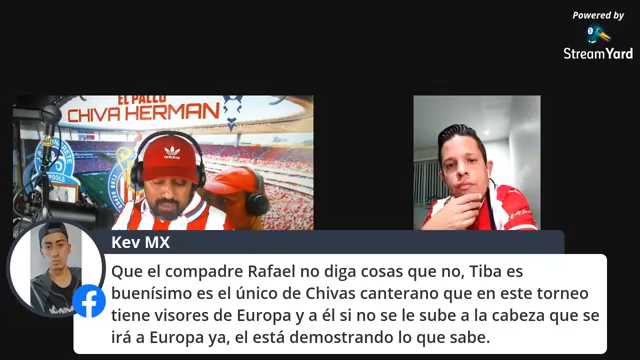 Powered by
StreamYard
EL PALCO
CHIVA HERMAN
adidas
Kev MX
Que el compadre Rafael no diga cosas que no, Tiba es
buenísimo es el único de Chivas canterano que en este torneo
tiene visores de Europa y a él si no se le sube a la cabeza que se
irá a Europa ya, el está demostrando lo que sabe.